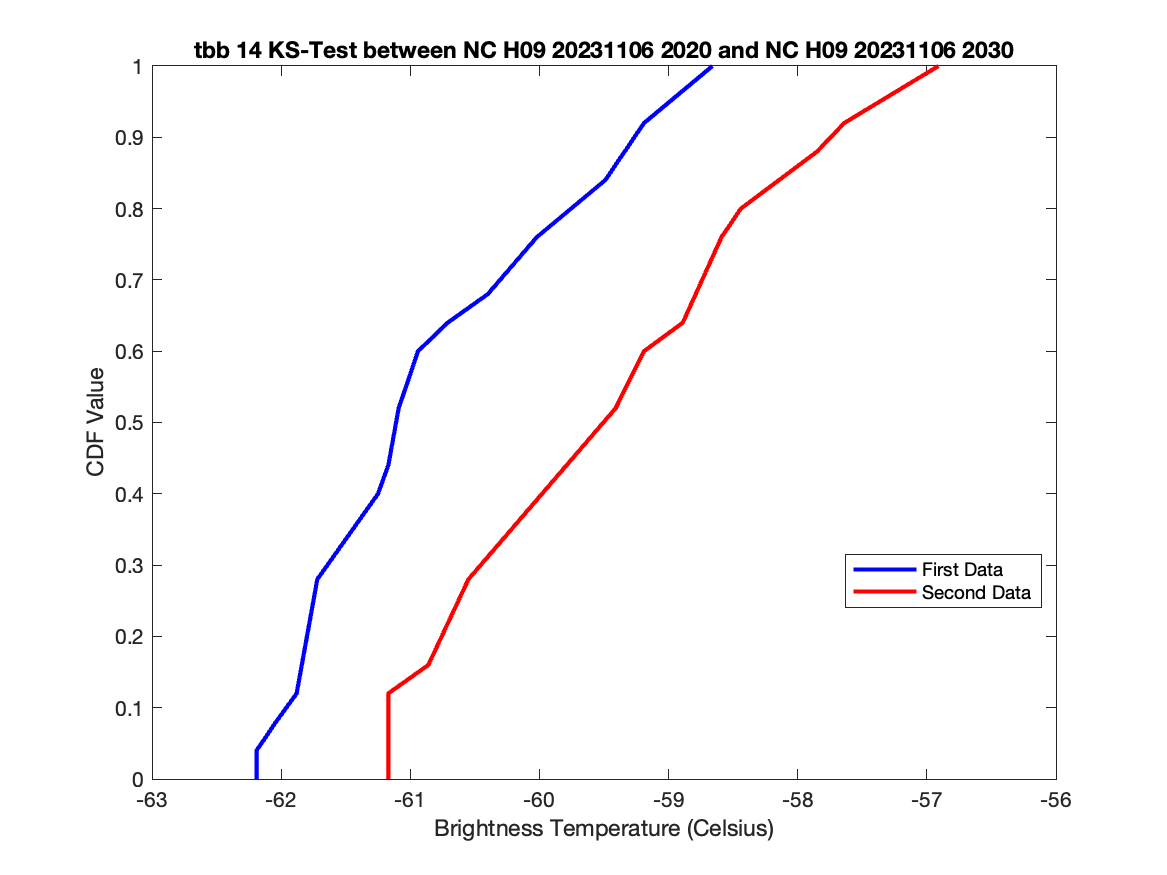 tbb 14 KS-Test between NC H09 20231106 2020 and NC H09 20231106 2030
1
0.9
0.8
0.7
0.6
0.5
0.4
0.3
0.2
0.1
0
CDF Value
First Data
Second Data
-63 -62 -61 -60 -59 -58 -57 -56
Brightness Temperature (Celsius)